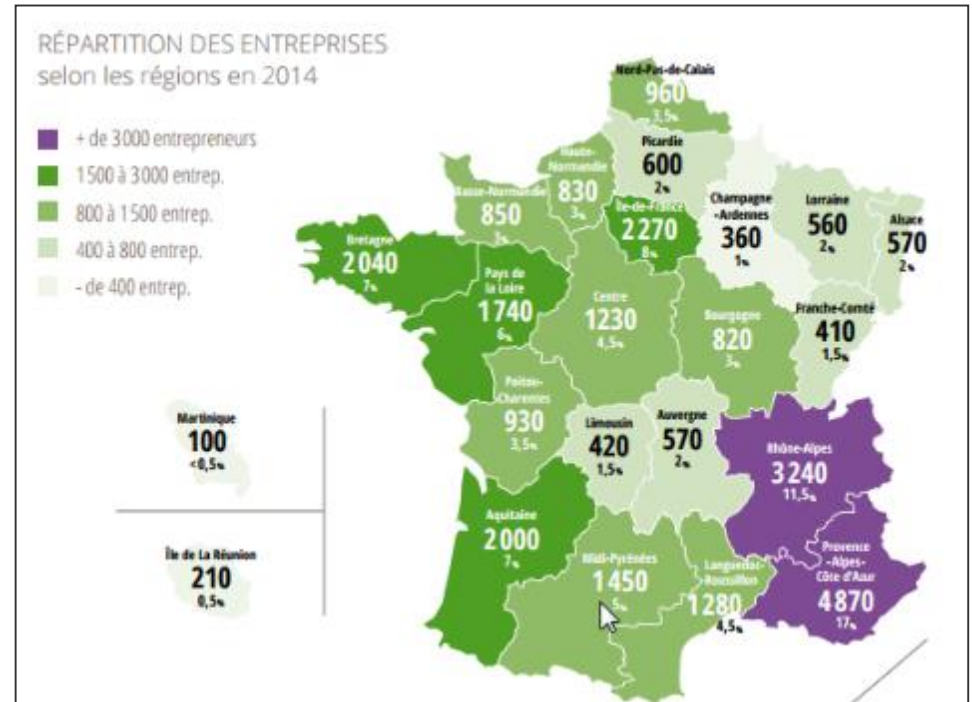 RÉPARTITION DES ENTREPRISES
selon les régions en 2014
+ de 3000 entrepreneurs
1500 à 3000 entrep.
800 à 1500 entrep.
400 à 800 entrep.
- de 400 entrep.
Nord-Pas-de-Calais
960
3,5%
Picardie
600
2%
Haute-
Normandie
830
3%
Basse-Normandie
850
3%
Île-de-France
2270
8%
Champagne
-Ardennes
360
1%
Lorraine
560
2%
Alsace
570
2%
Bretagne
2040
7%
Pays de
la Loire
1740
6%
Centre
1230
4,5%
Bourgogne
820
3%
Franche-Comté
410
1,5%
Poitou-
Charentes
930
3,5%
Limousin
420
1,5%
Auvergne
570
2%
Rhône-Alpes
3240
11,5%
Martinique
100
<0,5%
Île de La Réunion
210
0,5%
Aquitaine
2000
7%
Midi-Pyrénées
1450
5%
Languedoc-
Roussillon
1280
4,5%
Provence
-Alpes-
Côte d'Azur
4870
17%